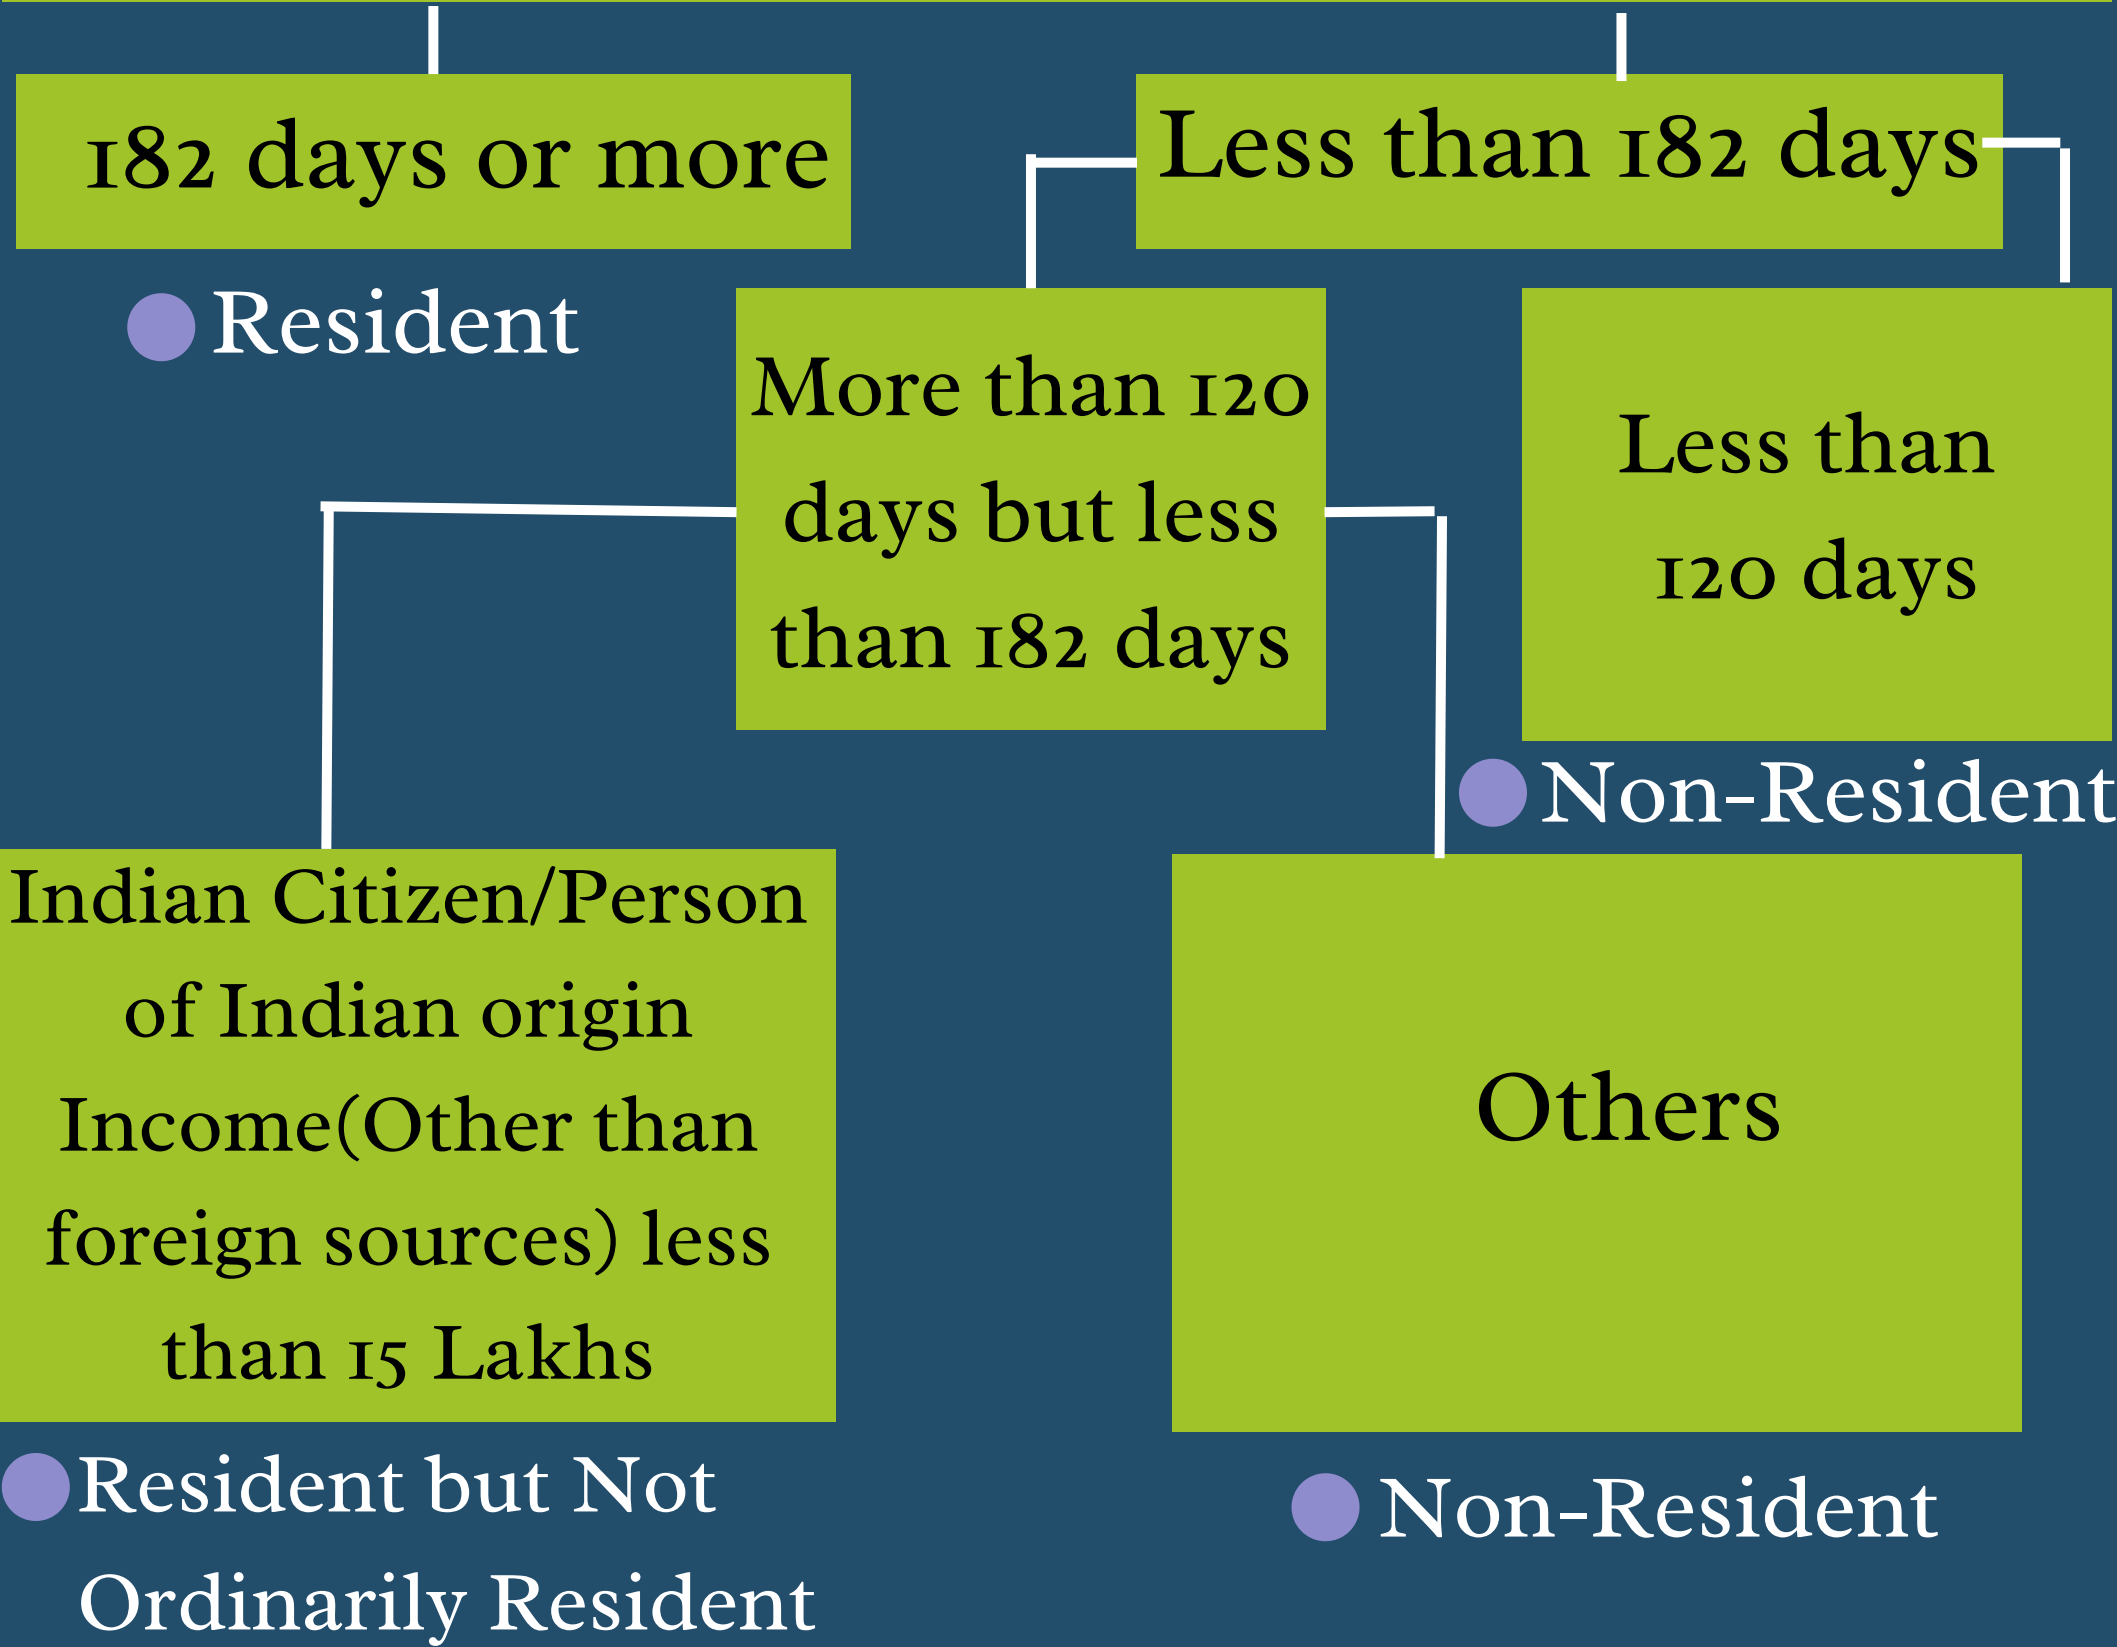 182 days or more
Less than 182 days
Resident
More than 120
days but less
than 182 days
Less than
120 days
Non-Resident
Indian Citizen/Person
of Indian origin
Income(Other than
foreign sources) less
than 15 Lakhs
Others
Resident but Not
Ordinarily Resident
Non-Resident